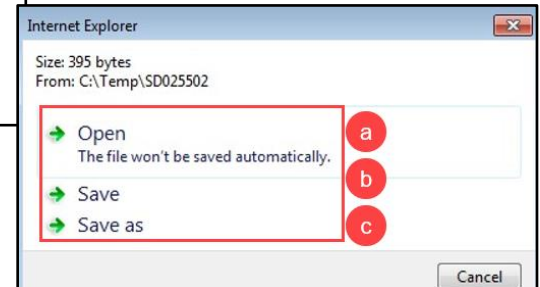 Internet Explorer
Size: 395 bytes
From: C:\Temp\SD025502
Open
The file won't be saved automatically.
Save
Save as
a
b
c
Cancel